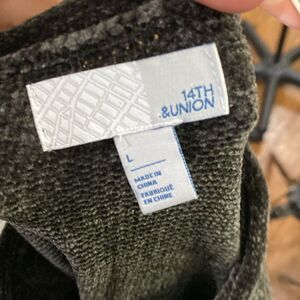 14TH
&UNION
L
MADE IN
CHINA
FABRIQUÉ
EN CHINE